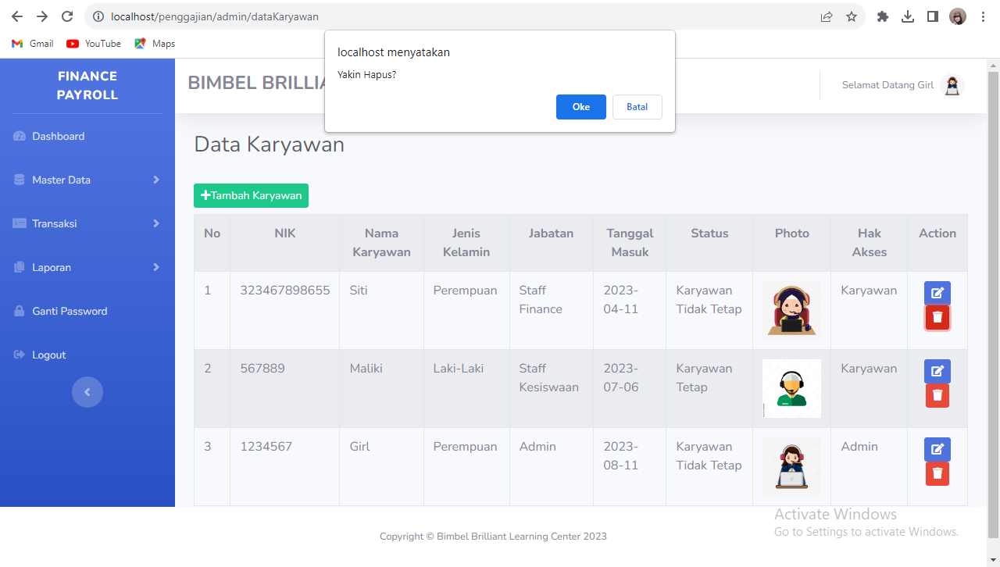 localhost/penggajian/admin/dataKaryawan
Gmail YouTube Maps
localhost menyatakan
Yakin Hapus?
Oke Batal
FINANCE
PAYROLL
Dashboard
Master Data
Transaksi
Laporan
Ganti Password
Logout
BIMBEL BRILLIA
Selamat Datang Girl
Data Karyawan
Tambah Karyawan
No NIK Nama Karyawan Jenis Kelamin Jabatan Tanggal Masuk Status Photo Hak Akses Action
1 323467898655 Siti Perempuan Staff Finance 2023-04-11 Karyawan Tidak Tetap Karyawan
2 567889 Maliki Laki-Laki Staff Kesiswaan 2023-07-06 Karyawan Tetap Karyawan
3 1234567 Girl Perempuan Admin 2023-08-11 Karyawan Tidak Tetap Admin
Activate Windows
Go to Settings to activate Windows.
Copyright © Bimbel Brilliant Learning Center 2023